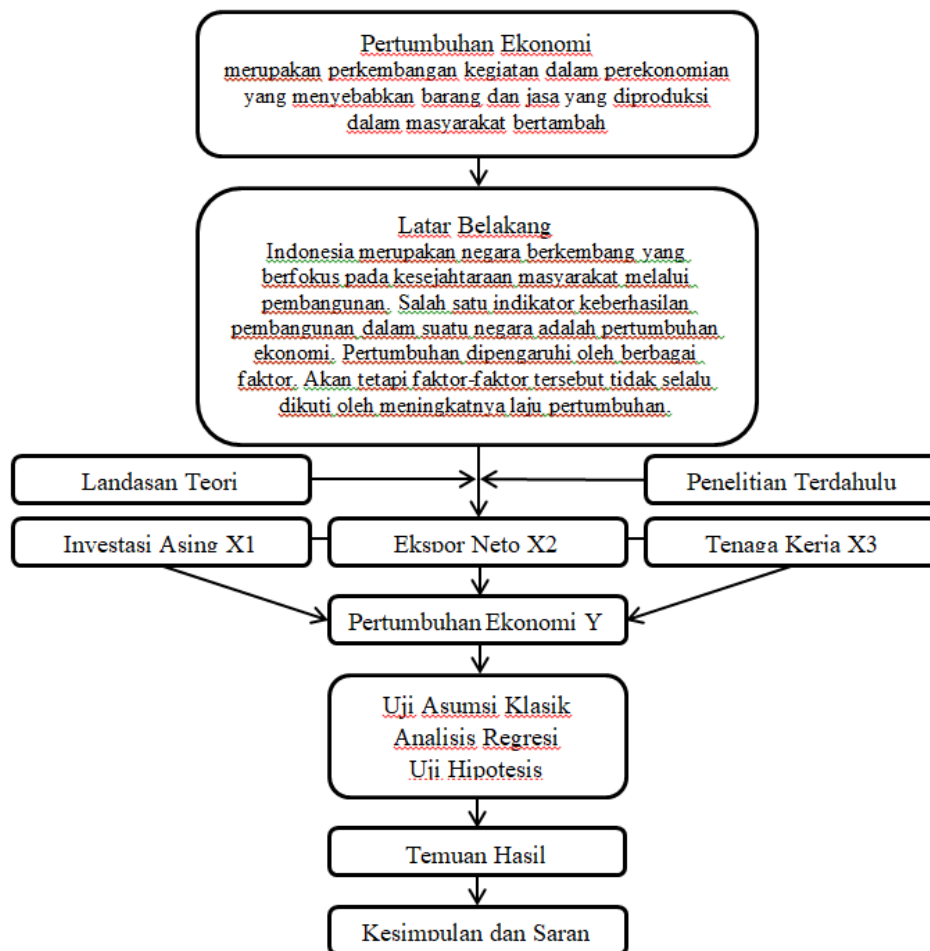 Pertumbuhan Ekonomi
merupakan perkembangan kegiatan dalam perekonomian
yang menyebabkan barang dan jasa yang diproduksi
dalam masyarakat bertambah
Latar Belakang
Indonesia merupakan negara berkembang yang
berfokus pada kesejahtaraan masyarakat melalui
pembangunan. Salah satu indikator keberhasilan
pembangunan dalam suatu negara adalah pertumbuhan
ekonomi. Pertumbuhan dipengaruhi oleh berbagai
faktor. Akan tetapi faktor-faktor tersebut tidak selalu
dikuti oleh meningkatnya laju pertumbuhan.
Landasan Teori
Penelitian Terdahulu
Investasi Asing X1
Ekspor Neto X2
Tenaga Kerja X3
Pertumbuhan Ekonomi Y
Uji Asumsi Klasik
Analisis Regresi
Uji Hipotesis
Temuan Hasil
Kesimpulan dan Saran